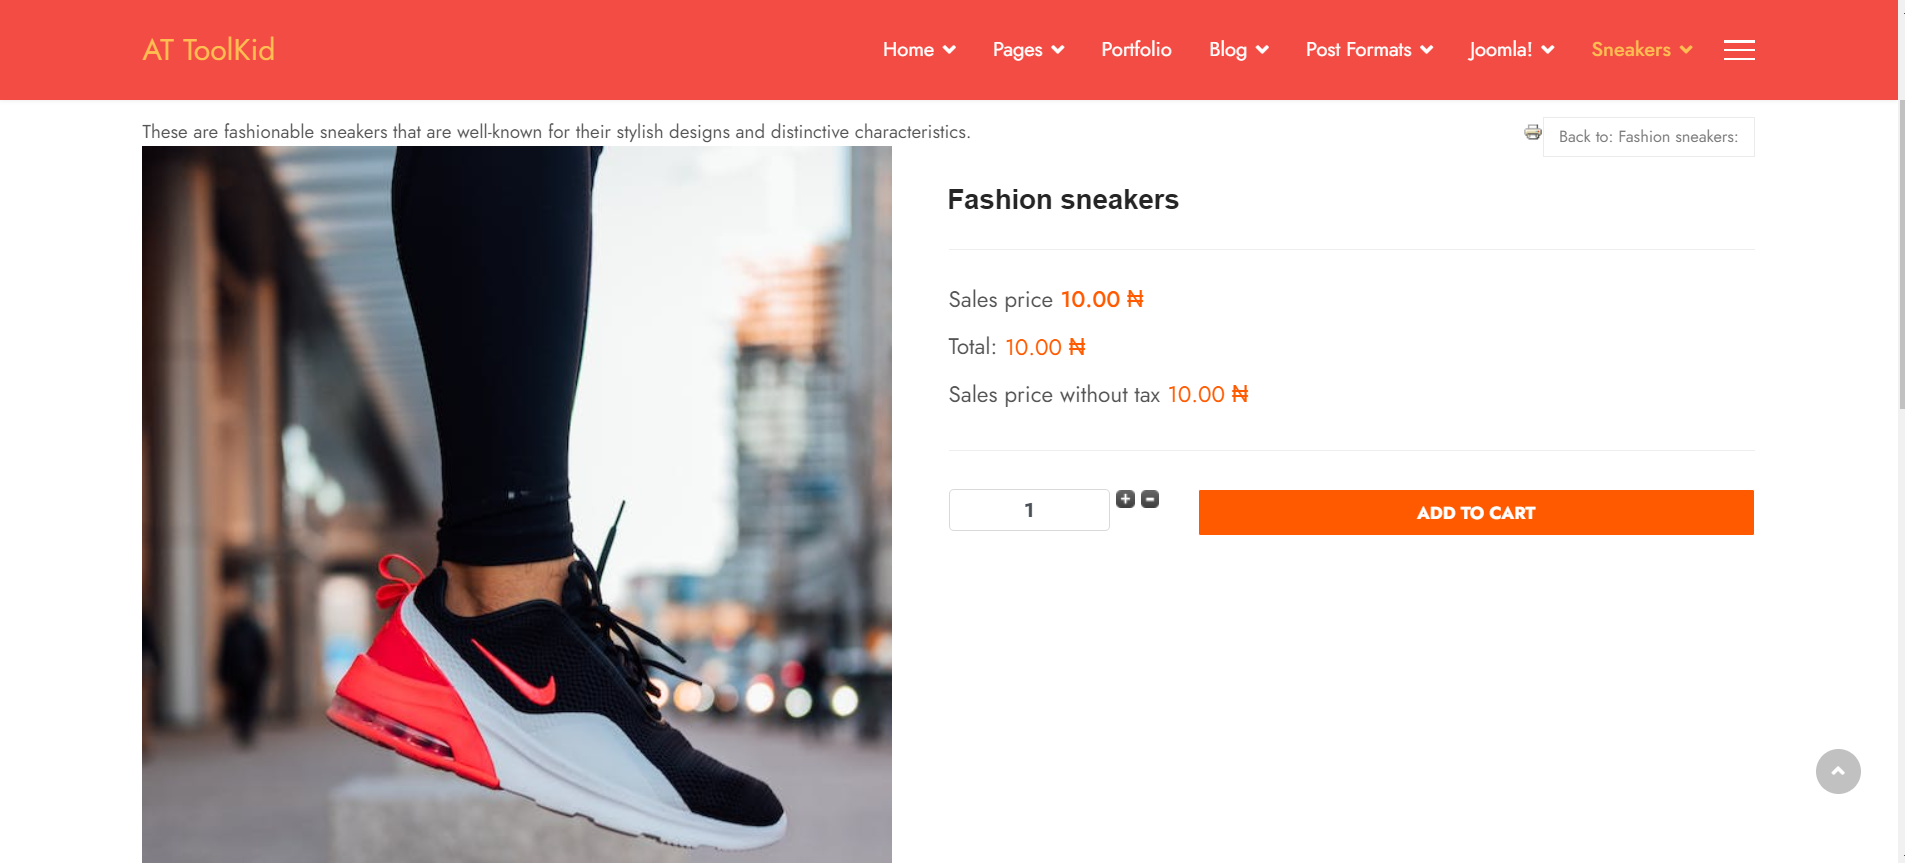 AT ToolKid
Home Pages Portfolio Blog Post Formats Joomla! Sneakers
These are fashionable sneakers that are well-known for their stylish designs and distinctive characteristics.
Back to: Fashion sneakers:
Fashion sneakers
Sales price 10.00 ₦
Total: 10.00 ₦
Sales price without tax 10.00 ₦
1
ADD TO CART